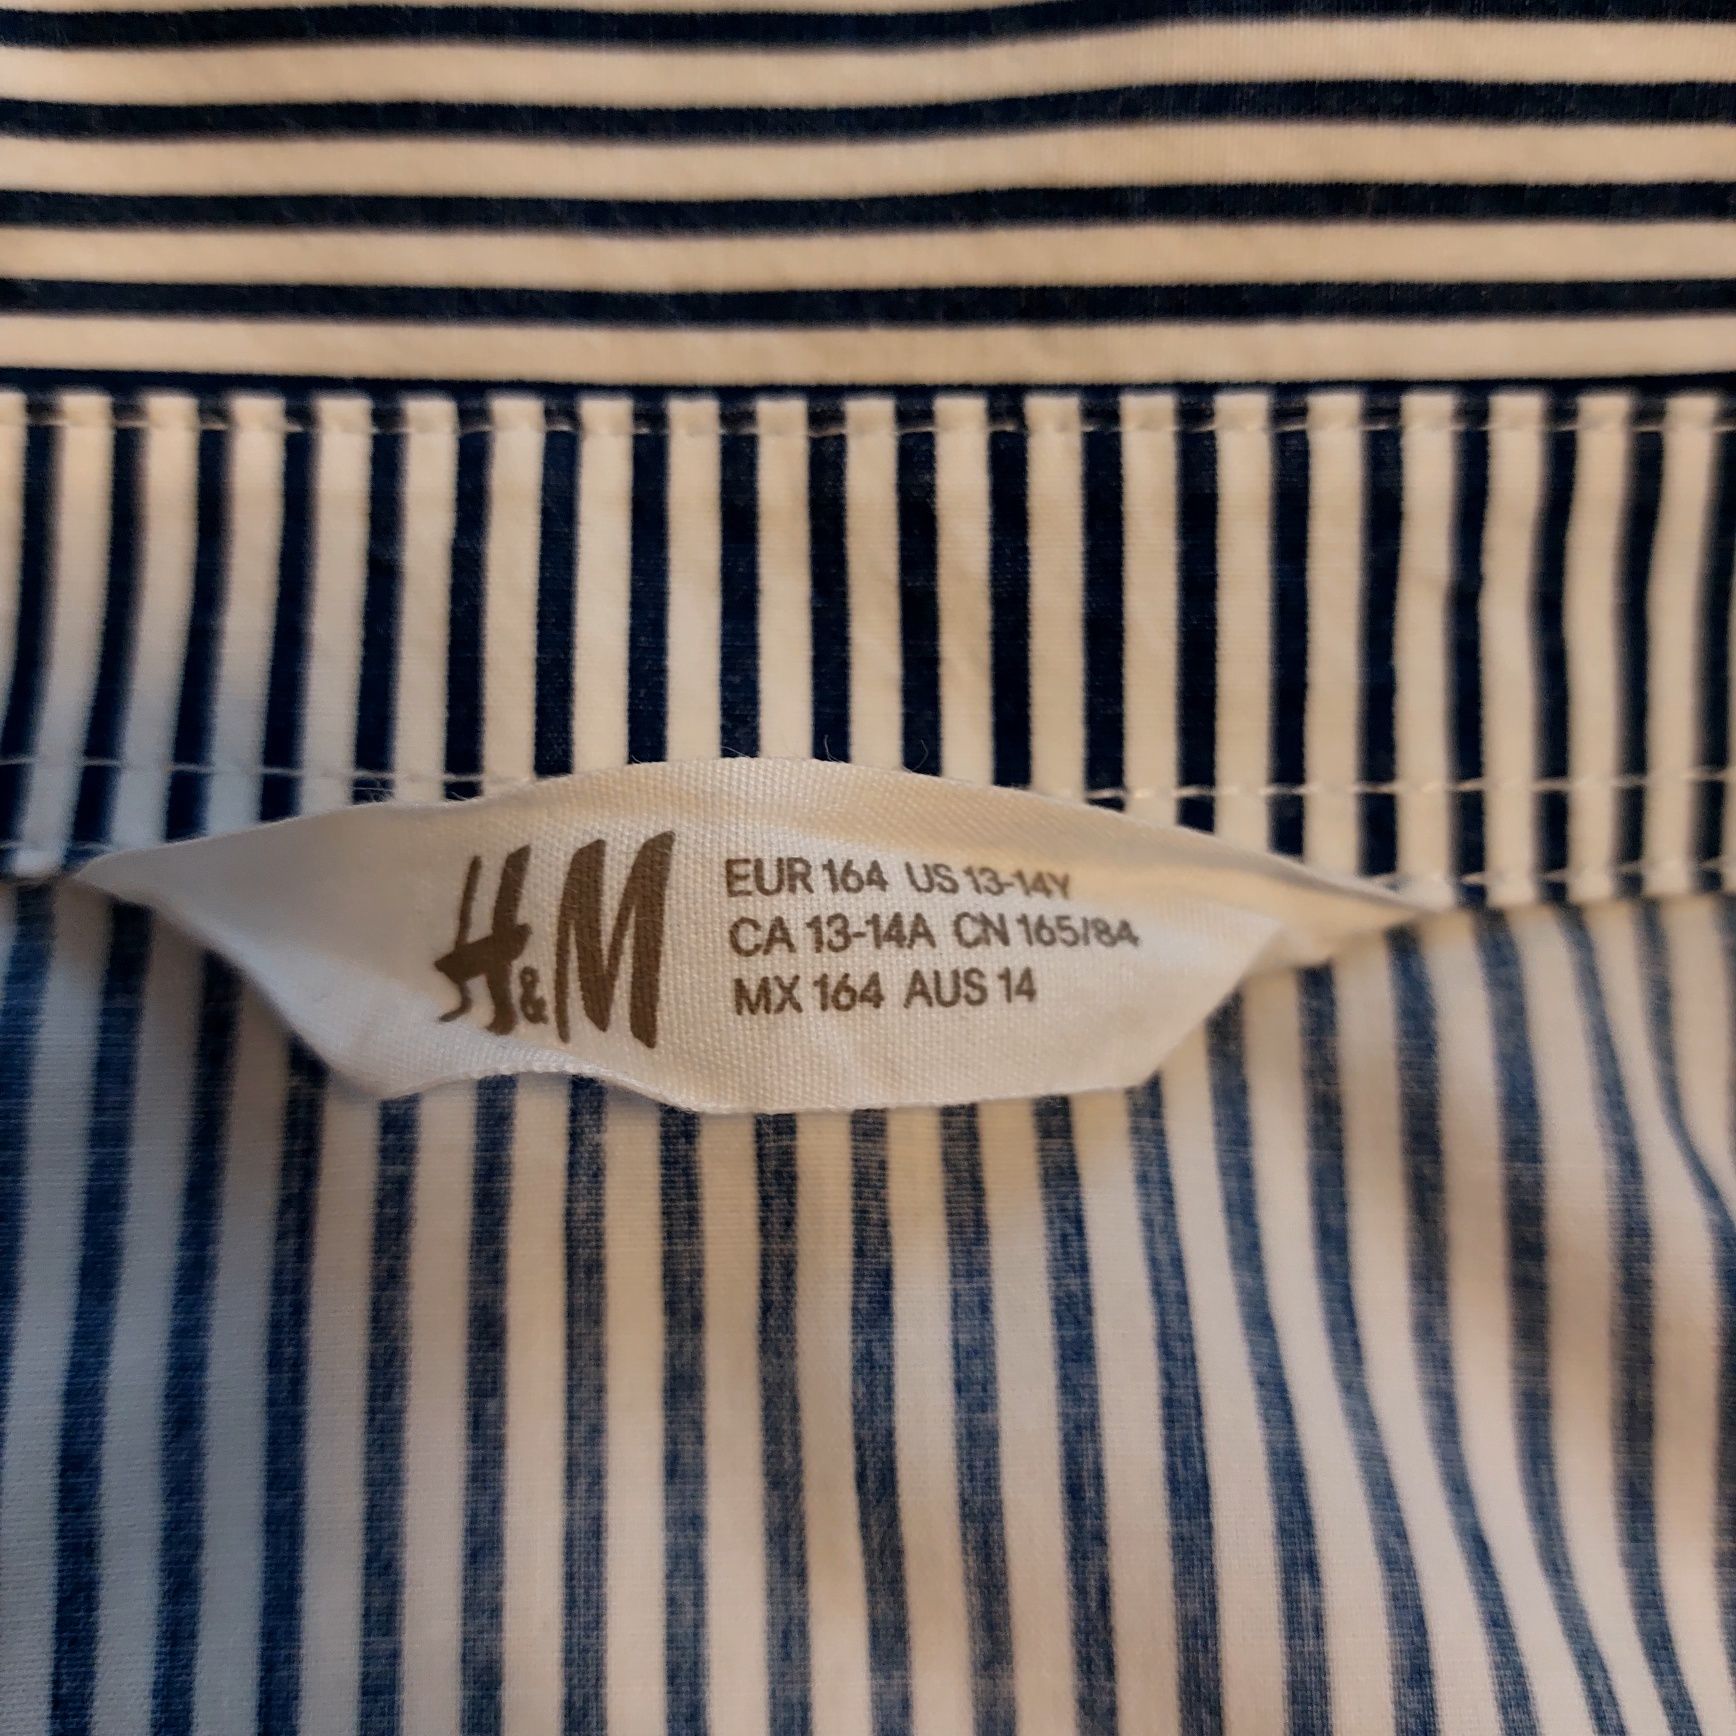 H&M
EUR 164 US 13-14Y
CA 13-14A CN 165/84
MX 164 AUS 14